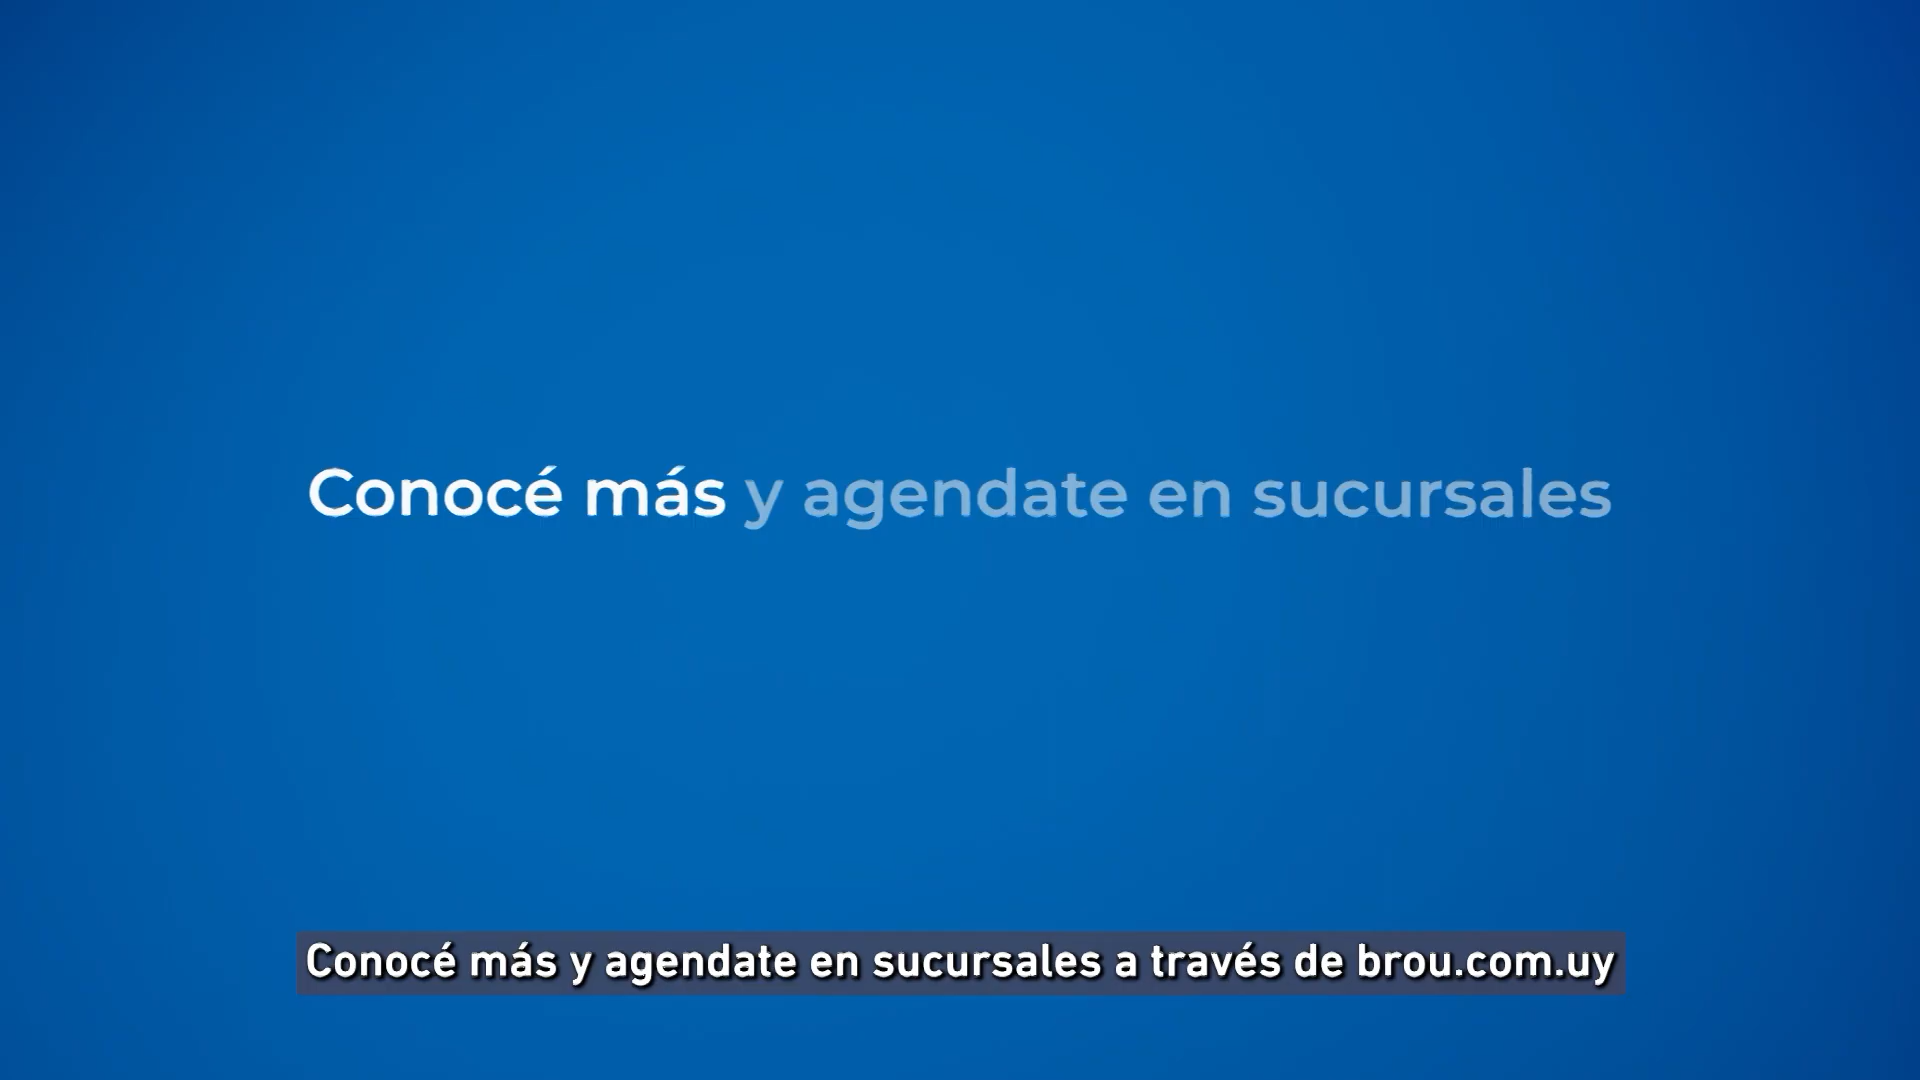 Conocé más y agendate en sucursales
Conocé más y agendate en sucursales a través de brou.com.uy